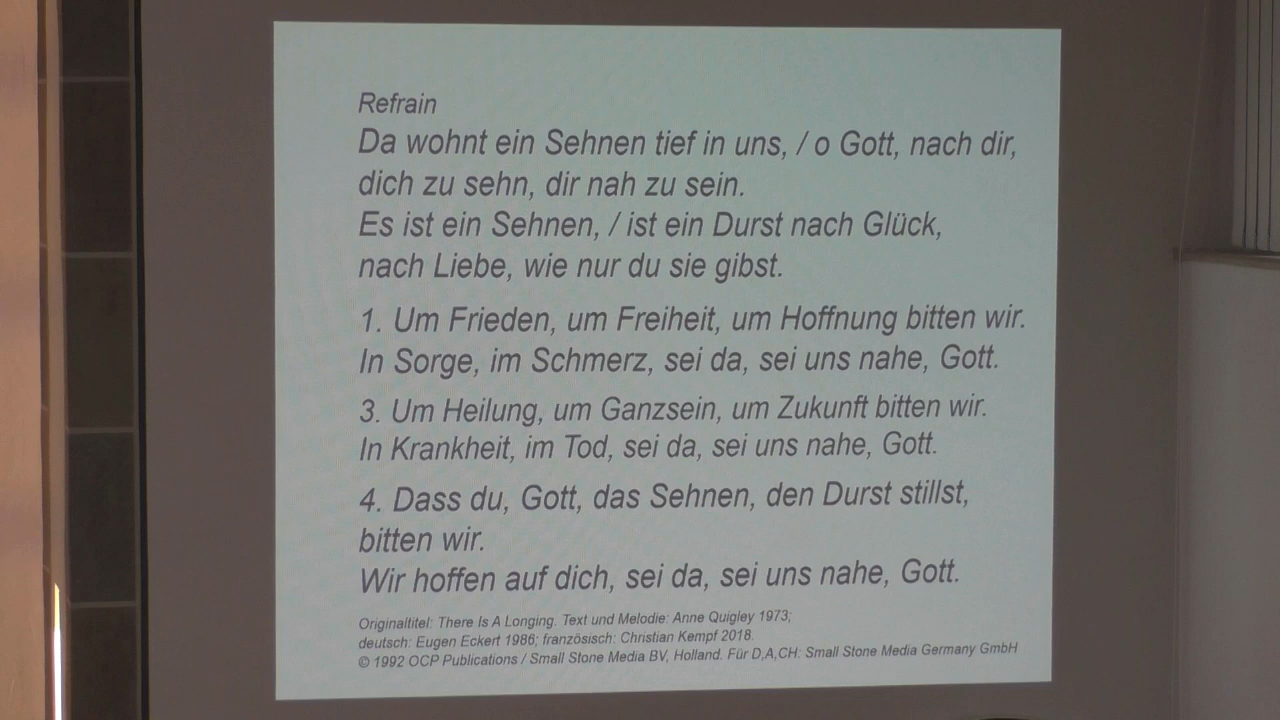 Refrain
Da wohnt ein Sehnen tief in uns, / o Gott, nach dir,
dich zu sehn, dir nah zu sein.
Es ist ein Sehnen, / ist ein Durst nach Glück,
nach Liebe, wie nur du sie gibst.
1. Um Frieden, um Freiheit, um Hoffnung bitten wir.
In Sorge, im Schmerz, sei da, sei uns nahe, Gott.
3. Um Heilung, um Ganzsein, um Zukunft bitten wir.
In Krankheit, im Tod, sei da, sei uns nahe, Gott.
4. Dass du, Gott, das Sehnen, den Durst stillst,
bitten wir.
Wir hoffen auf dich, sei da, sei uns nahe, Gott.
Originaltitel: There Is A Longing. Text und Melodie: Anne Quigley 1973;
deutsch: Eugen Eckert 1986; französisch: Christian Kempf 2018.
© 1992 OCP Publications / Small Stone Media BV, Holland. Für D,A,CH: Small Stone Media Germany GmbH